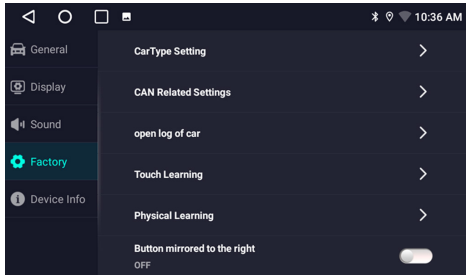 10:36 AM
General
Display
Sound
Factory
Device Info
CarType Setting
CAN Related Settings
open log of car
Touch Learning
Physical Learning
Button mirrored to the right
OFF